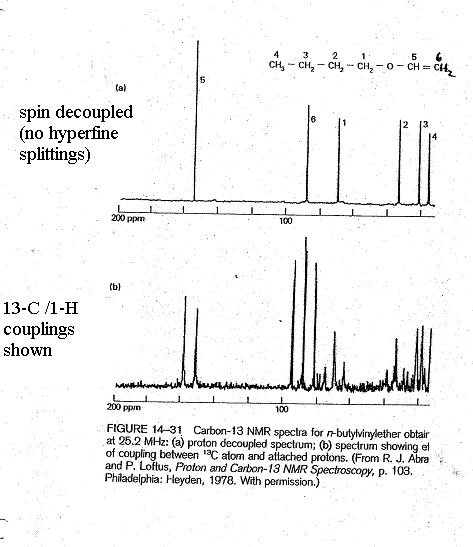 4 3 2 1 5 6
CH3 – CH2 – CH2 – CH2 – O – CH = CH2
(a)
5
spin decoupled
(no hyperfine
splittings)
6
1
2
3
4
200 ppm
100
(b)
13-C /1-H
couplings
shown
200 ppm
100
FIGURE 14–31 Carbon-13 NMR spectra for n-butylvinylether obtair
at 25.2 MHz: (a) proton decoupled spectrum; (b) spectrum showing ef
of coupling between 13C atom and attached protons. (From R. J. Abra
and P. Loftus, Proton and Carbon-13 NMR Spectroscopy, p. 103.
Philadelphia: Heyden, 1978. With permission.)